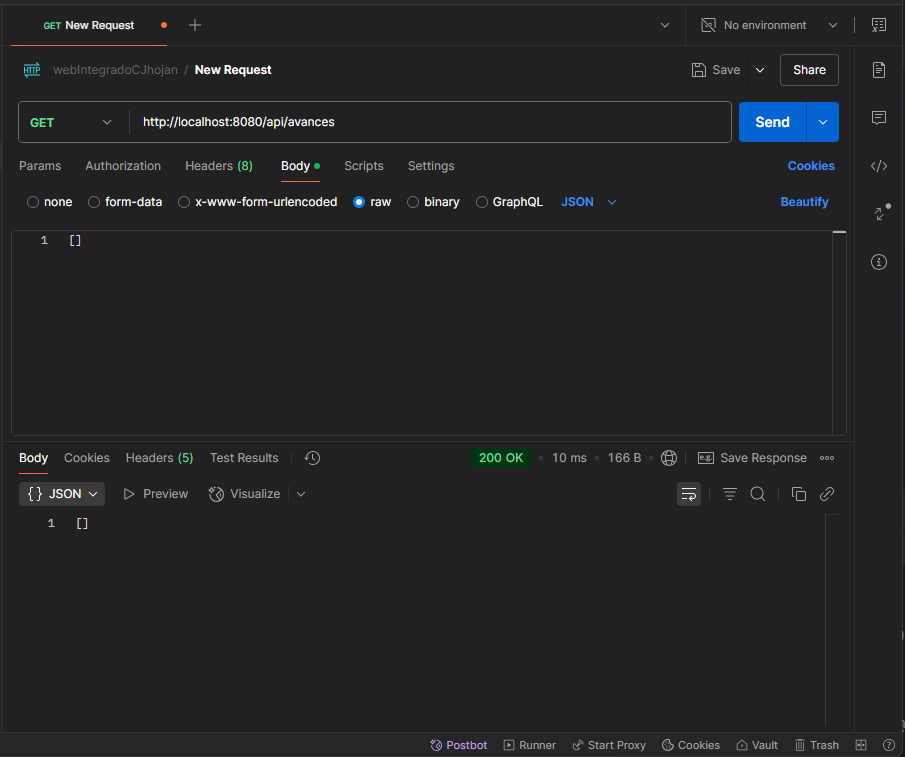 GET New Request
No environment
HTTP webIntegradoCJhojan / New Request
Save
Share
GET
http://localhost:8080/api/avances
Send
Params Authorization Headers (8) Body Scripts Settings
Cookies
none form-data x-www-form-urlencoded raw binary GraphQL JSON
Beautify
1 []
Body Cookies Headers (5) Test Results
200 OK • 10 ms • 166 B
e.g. Save Response
{} JSON Preview Visualize
1 []
Postbot Runner Start Proxy Cookies Vault Trash